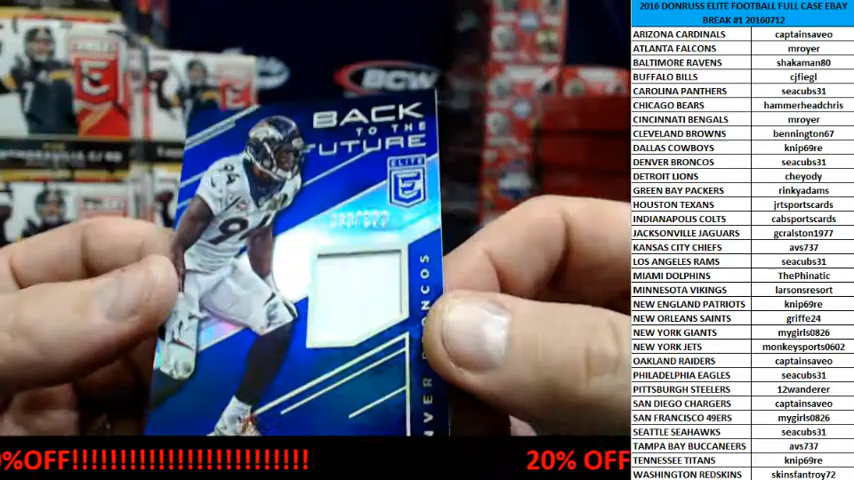 BACK
TO THE
FUTURE
ELITE
E
94
94
BCW
7
DENVER BRONCOS
%OFF!!!!!!!!!!!!!!!!!!!!!!!!!
20% OFF
2016 DONRUSS ELITE FOOTBALL FULL CASE EBAY
BREAK #1 20160712
ARIZONA CARDINALS captainsaveo
ATLANTA FALCONS mroyer
BALTIMORE RAVENS shakaman80
BUFFALO BILLS cjfiegl
CAROLINA PANTHERS seacubs31
CHICAGO BEARS hammerheadchris
CINCINNTI BENGALS mroyer
CLEVELAND BROWNS bennington67
DALLAS COWBOYS knip69re
DENVER BRONCOS seacubs31
DETROIT LIONS cheyody
GREEN BAY PACKERS rinkyadams
HOUSTON TEXANS jrtsportscards
INDIANAPOLIS COLTS cabsportscards
JACKSONVILLE JAGUARS gcralston1977
KANSAS CITY CHIEFS avs737
LOS ANGELES RAMS seacubs31
MIAMI DOLPHINS ThePhinatic
MINNESOTA VIKINGS larsonsresort
NEW ENGLAND PATRIOTS knip69re
NEW ORLEANS SAINTS griffe24
NEW YORK GIANTS mygirls0826
NEW YORK JETS monkeysports0602
OAKLAND RAIDERS captainsaveo
PHILADELPHIA EAGLES seacubs31
PITTSBURGH STEELERS 12wanderer
SAN DIEGO CHARGERS captainsaveo
SAN FRANCISCO 49ERS mygirls0826
SEATTLE SEAHAWKS seacubs31
TAMPA BAY BUCCANEERS avs737
TENNESSEE TITANS knip69re
WASHINGTON REDSKINS skinsfantroy72